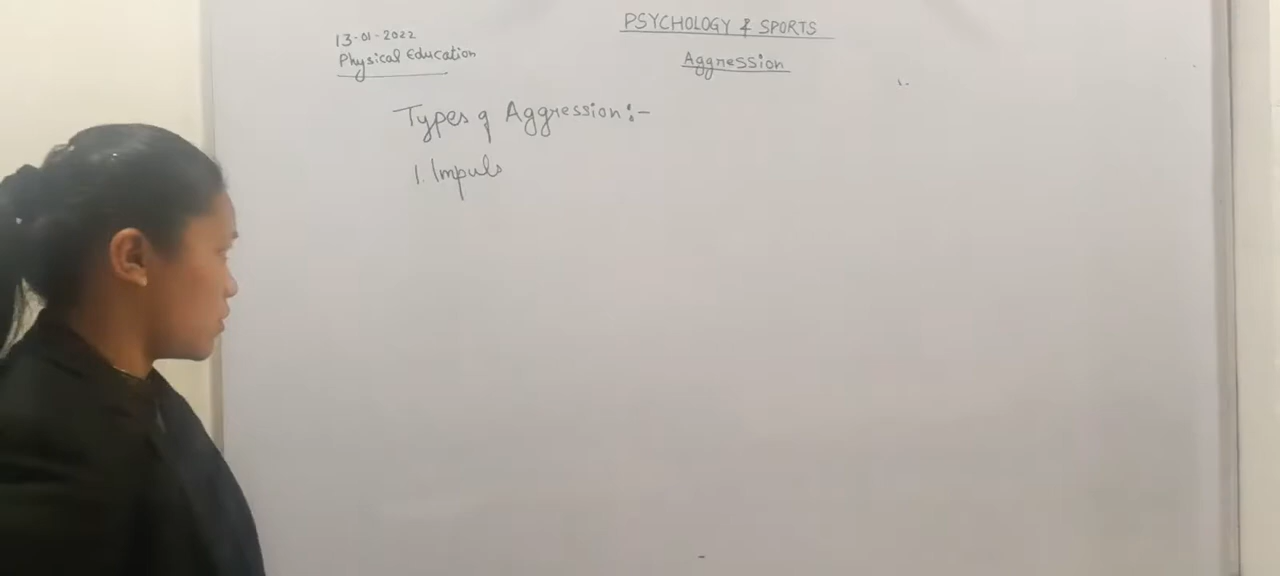 PSYCHOLOGY & SPORTS
13-01-2022
Physical Education
Aggression
Types of Aggression:-
1. Impuls